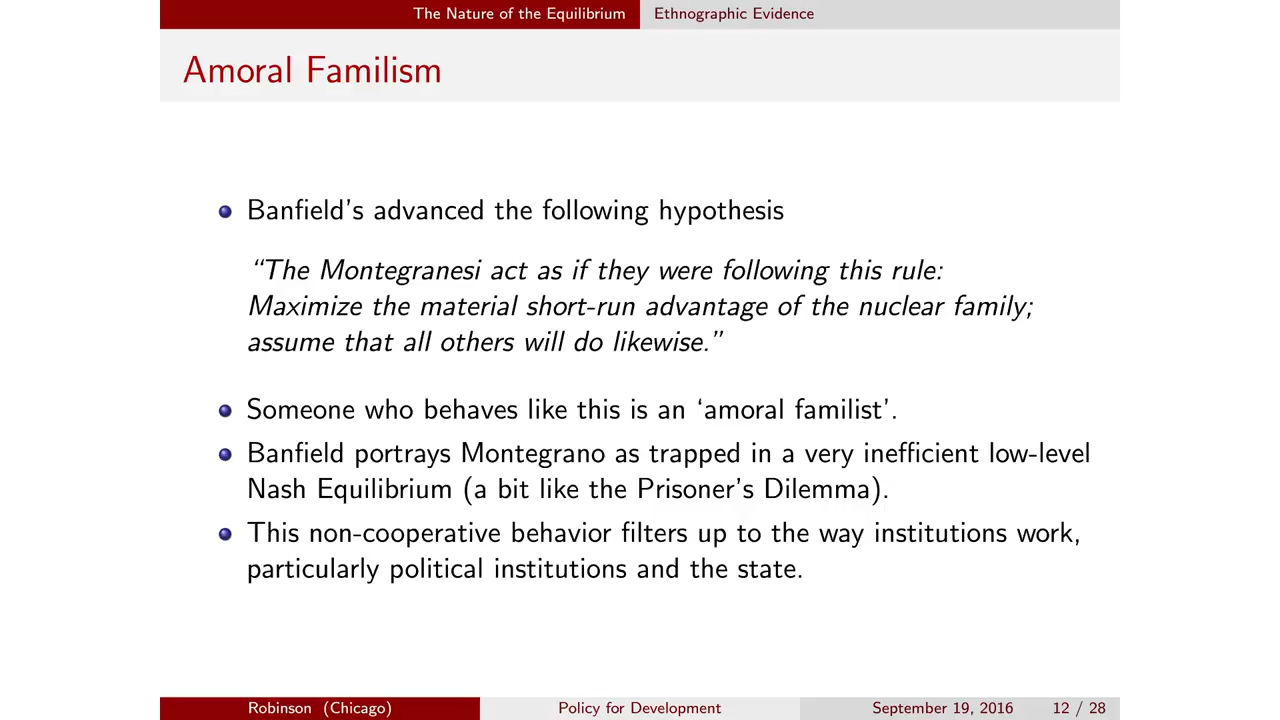 The Nature of the Equilibrium Ethnographic Evidence
Amoral Familism
Banfield's advanced the following hypothesis
“The Montegranesi act as if they were following this rule:
Maximize the material short-run advantage of the nuclear family;
assume that all others will do likewise.”
Someone who behaves like this is an ‘amoral familist’.
Banfield portrays Montegrano as trapped in a very inefficient low-level
Nash Equilibrium (a bit like the Prisoner's Dilemma).
This non-cooperative behavior filters up to the way institutions work,
particularly political institutions and the state.
Robinson (Chicago) Policy for Development September 19, 2016 12 / 28